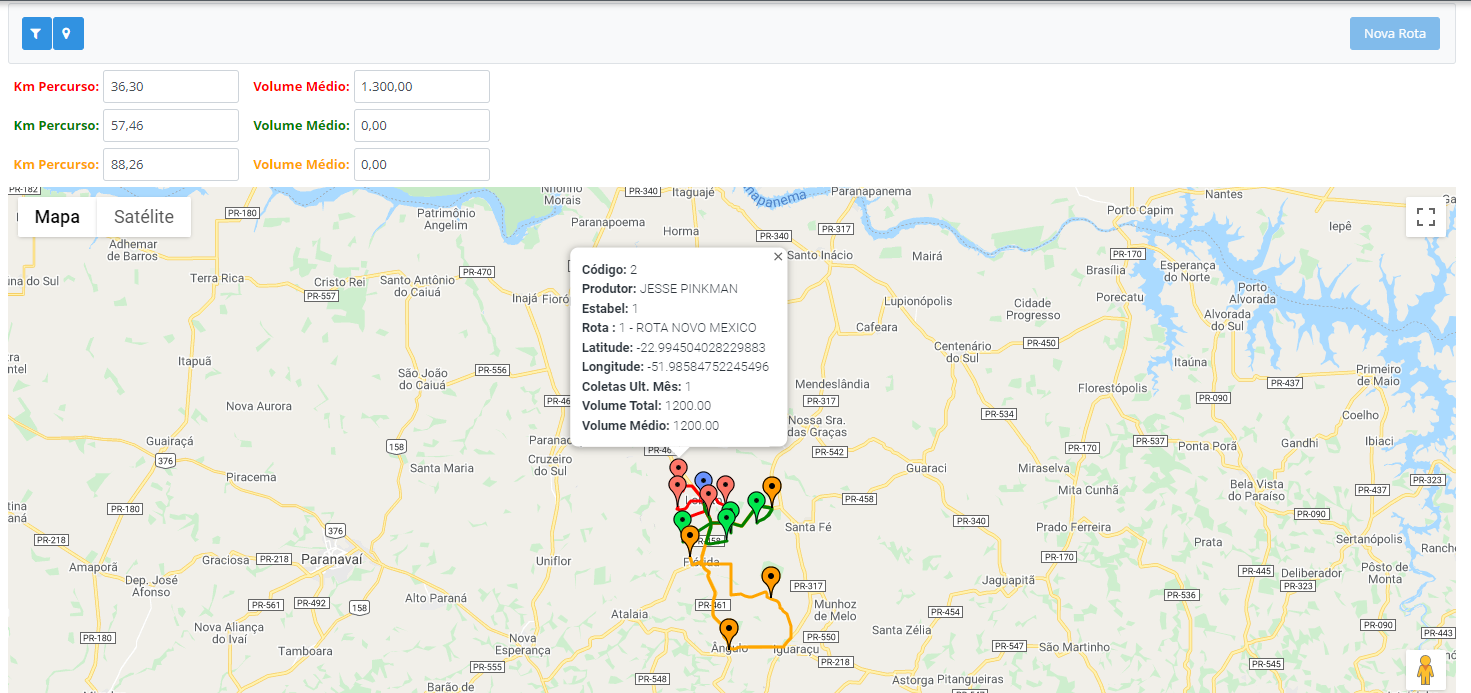 Nova Rota
Km Percurso: 36,30 Volume Médio: 1.300,00
Km Percurso: 57,46 Volume Médio: 0,00
Km Percurso: 88,26 Volume Médio: 0,00
PR-182
Morais
PR-340
Itaguajé
Paranapanema
Nantes
Mapa
Satélite
PR-180
Patrimônio
Angelim
Paranapoema
Horma
PR-340
PR-317
Porto Capim
Iepê
Adhemar
de Barros
Santo Inácio
Mairá
PR-170
Brasília
Esperança
do Norte
Terra Rica
Cristo Rei
PR-557
Santo Antônio
do Caiuá
PR-470
Inajá
Lupionópolis
Cidade
Progresso
Porecatu
Porto
Alvorada
Alvorada
do Sul
Cafeara
Código: 2
Produtor: JESSE PINKMAN
Estabel: 1
Rota : 1 - ROTA NOVO MEXICO
Latitude: -22.994504028229883
Longitude: -51.98584752245496
Coletas Ult. Mês: 1
Volume Total: 1200.00
Volume Médio: 1200.00
Itapuã
Centenário
do Sul
PR-450
Itaúna
São João
do Caiuá
PR-556
Mendeslândia
PR-317
Florestópolis
PR-437
Primeiro
de Maio
Nova Aurora
PR-090
PR-534
Coelho
Nossa Sra.
das Graças
Guairaçá
376
158
PR-542
PR-170
PR-537
Ponta Porã
Gandhi
Ibiaci
Cruzeiro
do Sul
Santa Maria
Guaraci
Miraselva
Piracema
Mita Cunhã
Bela Vista
do Paraíso
PR-437
PR-323
PR-180
PR-458
PR-090
376
Santa Fé
PR-340
Prado Ferreira
PR-218
Prata
Sertanópolis
Graciosa
PR-218
Paranavaí
Uniflor
Flórida
PR-170
Amaporã
PR-445
Deliberador
PR-323
Pôsto de
Monta
Dep. José
Afonso
Jaguapitã
PR-317
PR-536
PR-561
PR-492
158
Alto Paraná
Atalaia
PR-461
Munhoz
de Melo
PR-454
PR-180
Nova Aliança
do Ivaí
Nova
Esperança
Ângulo
Iguaraçu
PR-550
Santa Zélia
PR-090
PR-443
Tamboara
PR-555
PR-218
PR-547
São Martinho
PR-545
Barão de
PR-548
Astorga
Pitangueiras